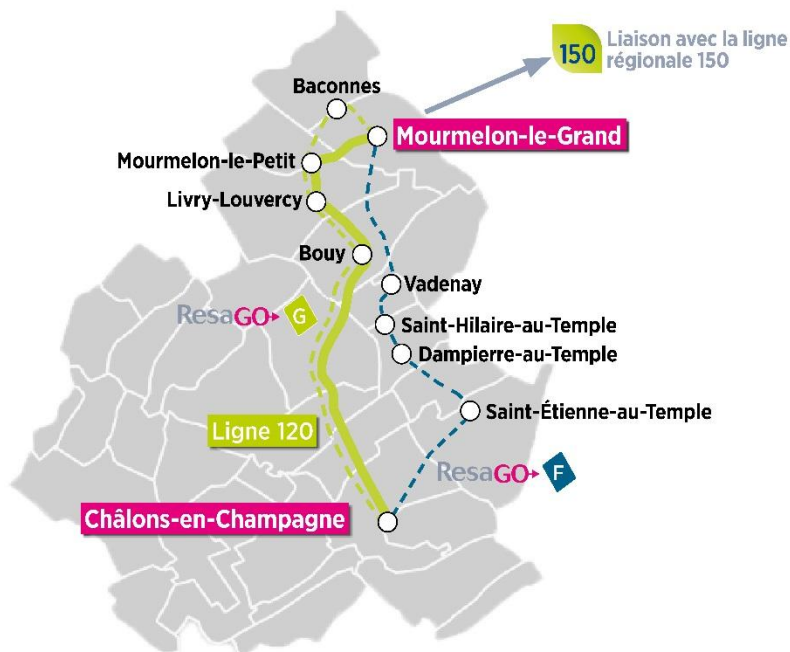 150
Liaison avec la ligne
régionale 150
Baconnes
Mourmelon-le-Grand
Mourmelon-le-Petit
Livry-Louvercy
Bouy
Vadenay
ResaGO
G
Saint-Hilaire-au-Temple
Dampierre-au-Temple
Saint-Étienne-au-Temple
Ligne 120
ResaGO
F
Châlons-en-Champagne